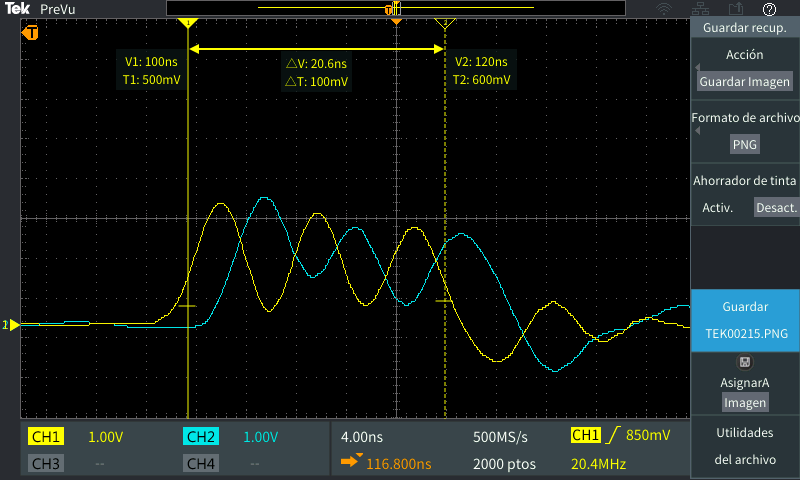 Tek PreVu
T
Guardar recup.
1
2
V1: 100ns
T1: 500mV
△V: 20.6ns
△T: 100mV
V2: 120ns
T2: 600mV
Acción
Guardar Imagen
Formato de archivo
PNG
Ahorrador de tinta
Activ. Desact.
Guardar
TEK00215.PNG
AsignarA
Imagen
Utilidades
del archivo
CH1 1.00V CH2 1.00V
CH3 -- CH4 --
4.00ns 500MS/s CH1 850mV
116.800ns 2000 ptos 20.4MHz